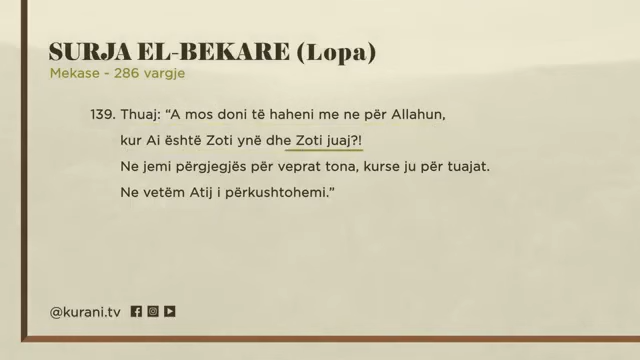 SURJA EL-BEKARE (Lopa)
Mekase - 286 vargje
139. Thuaj: “A mos doni të haheni me ne për Allahun,
kur Ai është Zoti ynë dhe Zoti juaj?!
Ne jemi përgjegjës për veprat tona, kurse ju për tuajat.
Ne vetëm Atij i përkushtohemi.”
@kurani.tv